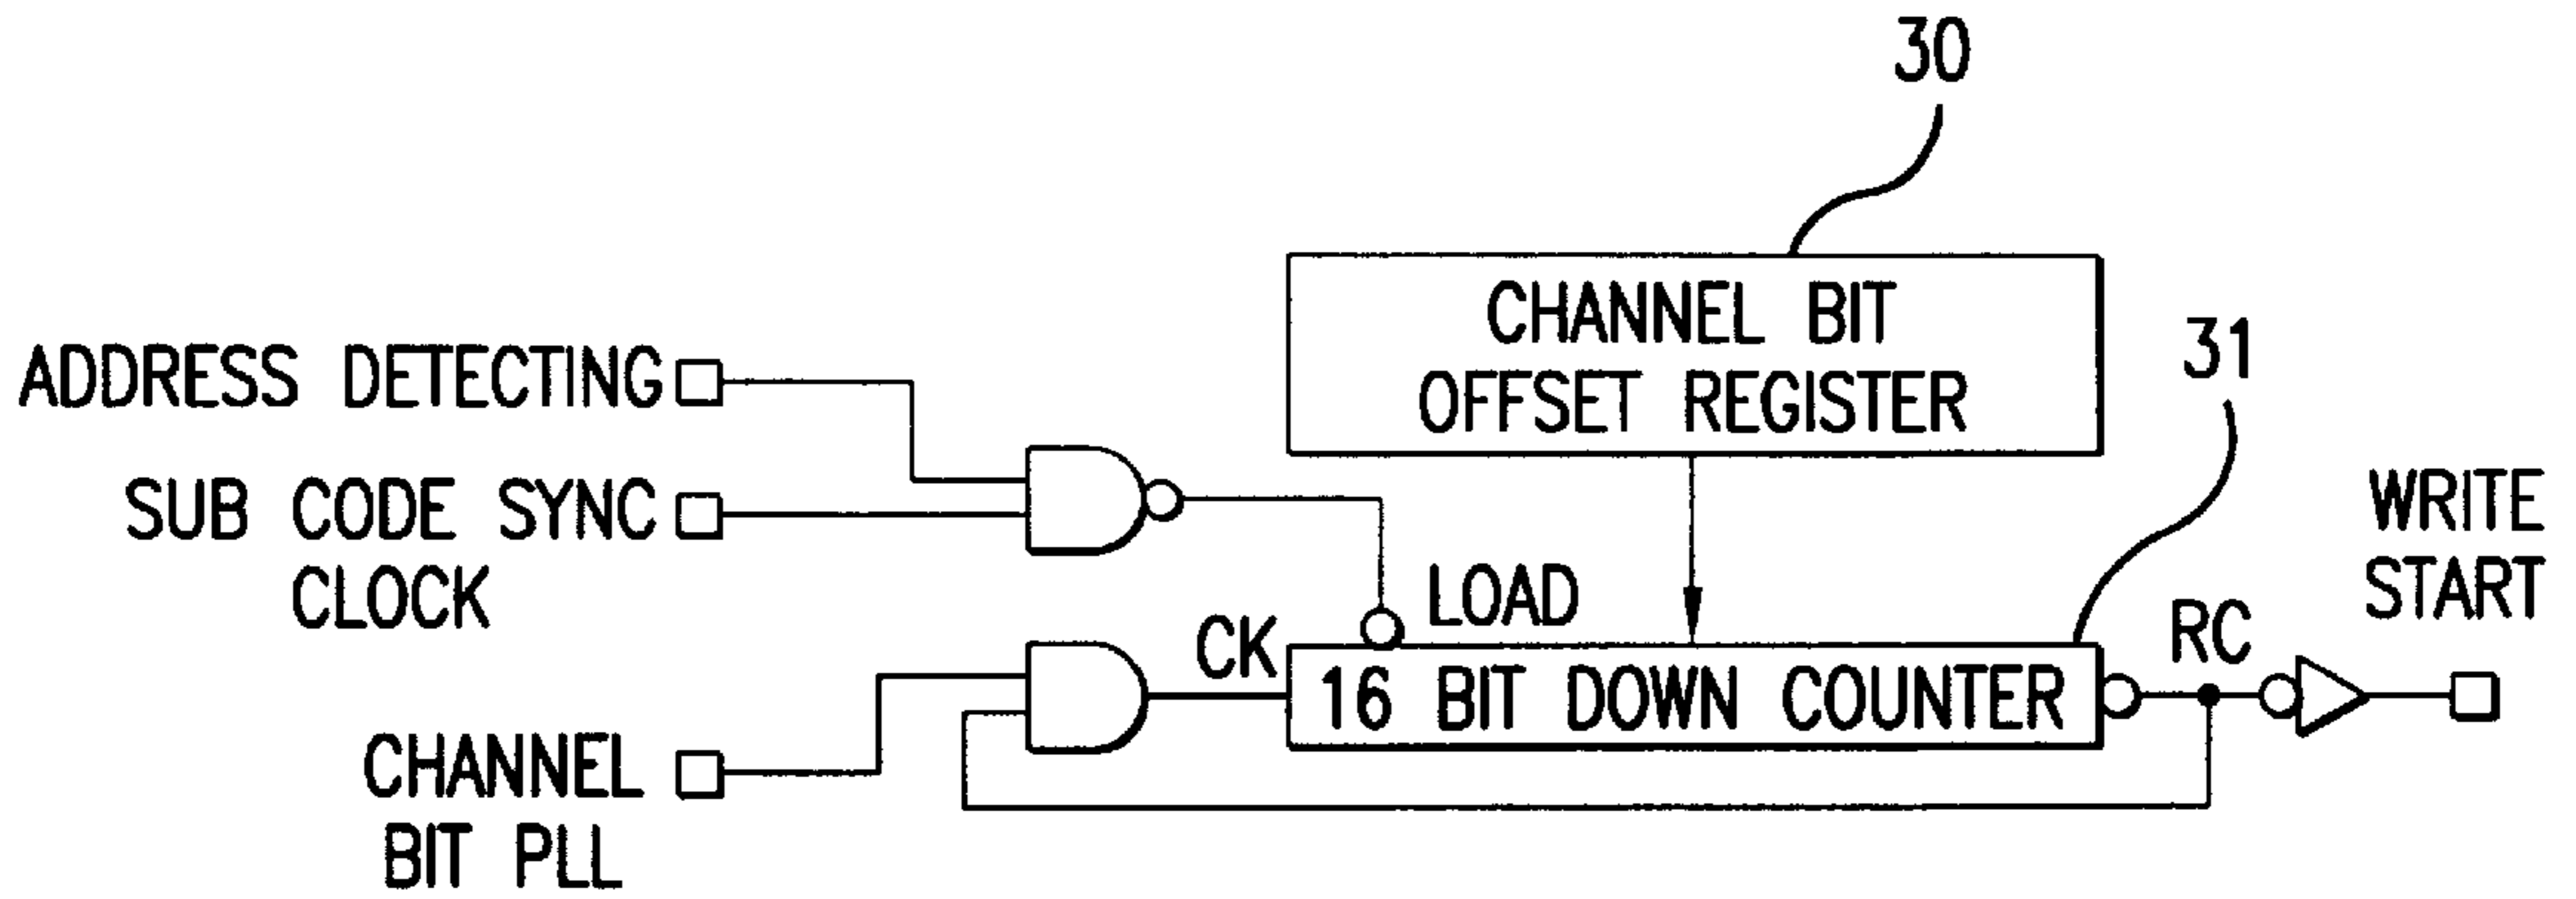 30
CHANNEL BIT
OFFSET REGISTER
31
ADDRESS DETECTING
SUB CODE SYNC
CLOCK
LOAD
CK
16 BIT DOWN COUNTER
RC
WRITE
START
CHANNEL
BIT PLL